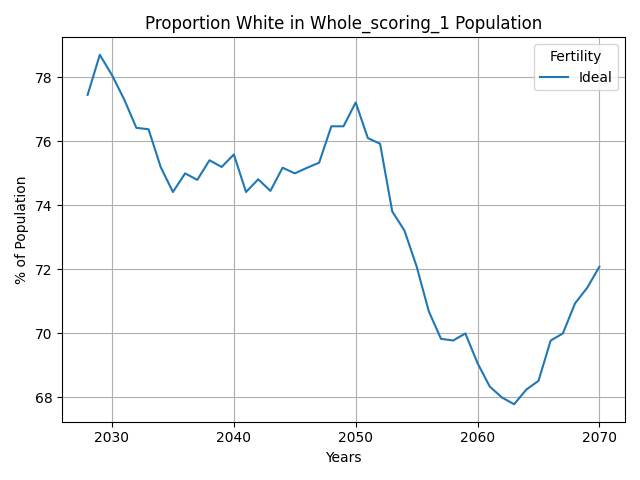 Proportion White in Whole_scoring_1 Population
Fertility
Ideal
78
76
74
72
70
68
% of Population
2030 2040 2050 2060 2070
Years